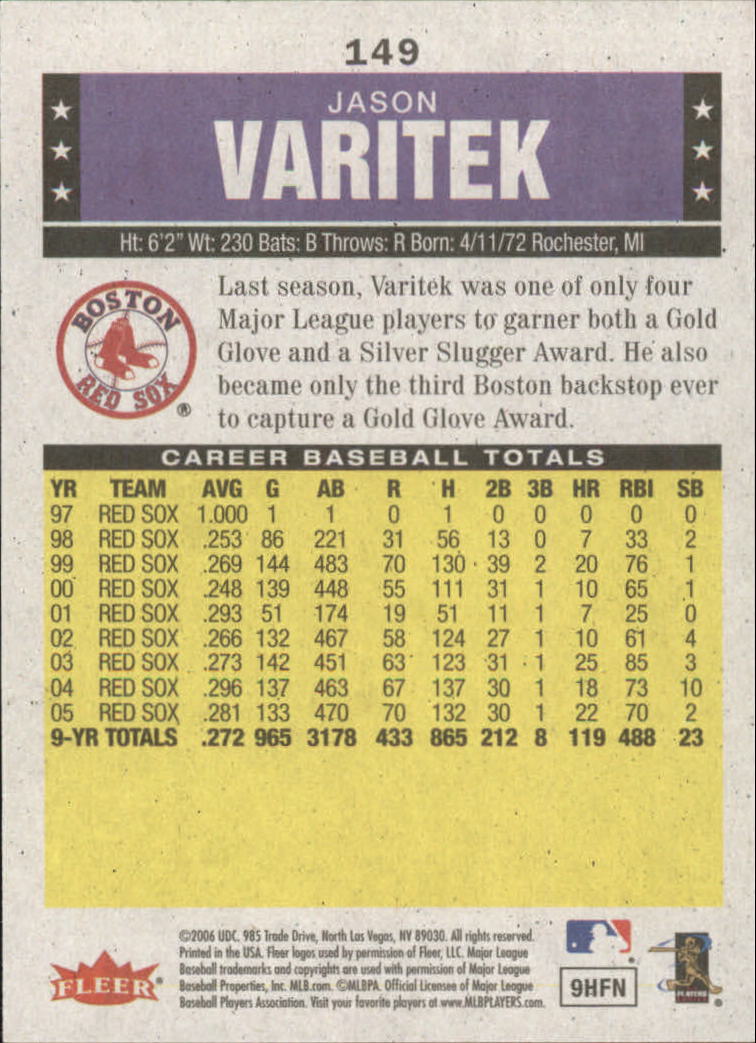 149
JASON
VARITEK
Ht: 6'2" Wt: 230 Bats: B Throws: R Born: 4/11/72 Rochester, MI
BOSTON
RED SOX
®
Last season, Varitek was one of only four
Major League players to garner both a Gold
Glove and a Silver Slugger Award. He also
became only the third Boston backstop ever
to capture a Gold Glove Award.
CAREER BASEBALL TOTALS
YR TEAM AVG G AB R H 2B 3B HR RBI SB
97 RED SOX 1.000 1 1 0 1 0 0 0 0 0
98 RED SOX .253 86 221 31 56 13 0 7 33 2
99 RED SOX .269 144 483 70 130 39 2 20 76 1
00 RED SOX .248 139 448 55 111 31 1 10 65 1
01 RED SOX .293 51 174 19 51 11 1 7 25 0
02 RED SOX .266 132 467 58 124 27 1 10 61 4
03 RED SOX .273 142 451 63 123 31 1 25 85 3
04 RED SOX .296 137 463 67 137 30 1 18 73 10
05 RED SOX .281 133 470 70 132 30 1 22 70 2
9-YR TOTALS .272 965 3178 433 865 212 8 119 488 23
FLEER®
©2006 UDC. 985 Trade Drive, North Las Vegas, NV 89030. All rights reserved.
Printed in the USA. Fleer logos used by permission of Fleer, LLC. Major League
Baseball trademarks and copyrights are used with permission of Major League
Baseball Properties, Inc. MLB.com. ©MLBPA. Official Licensee of Major League
Baseball Players Association. Visit your favorite players at www.MLBPLAYERS.com.
9HFN
PLAYERS